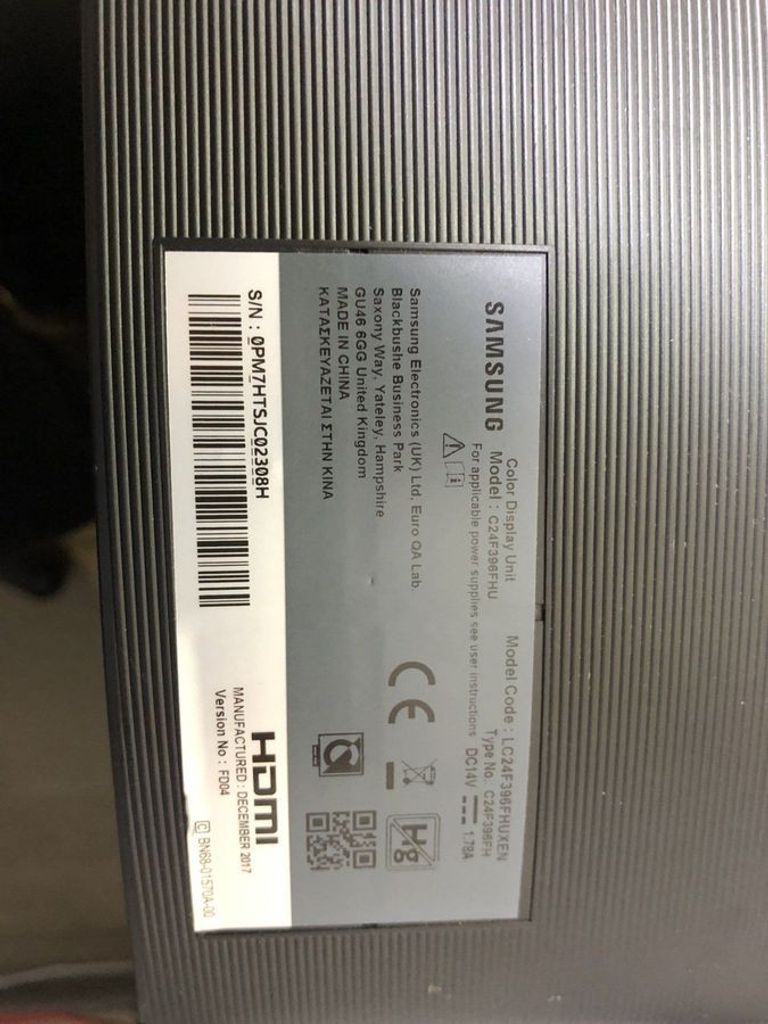 SAMSUNG
Color Display Unit
Model : C24F396FHU
Model Code : LC24F396FHUXEN
Type No. C24F396FH
For applicable power supplies see user instructions DC14V 1.78A
Samsung Electronics (UK) Ltd, Euro QA Lab.
Blackbushe Business Park
Saxony Way, Yateley, Hampshire
GU46 6GG United Kingdom
MADE IN CHINA
ΚΑΤΑΣΚΕΥΑΖΕΤΑΙ ΣΤΗΝ ΚΙΝΑ
CE
Hg
S/N : 0PM7HTSJC02308H
HDMI
MANUFACTURED : DECEMBER 2017
Version No : FD04
C BN68-01570A-00